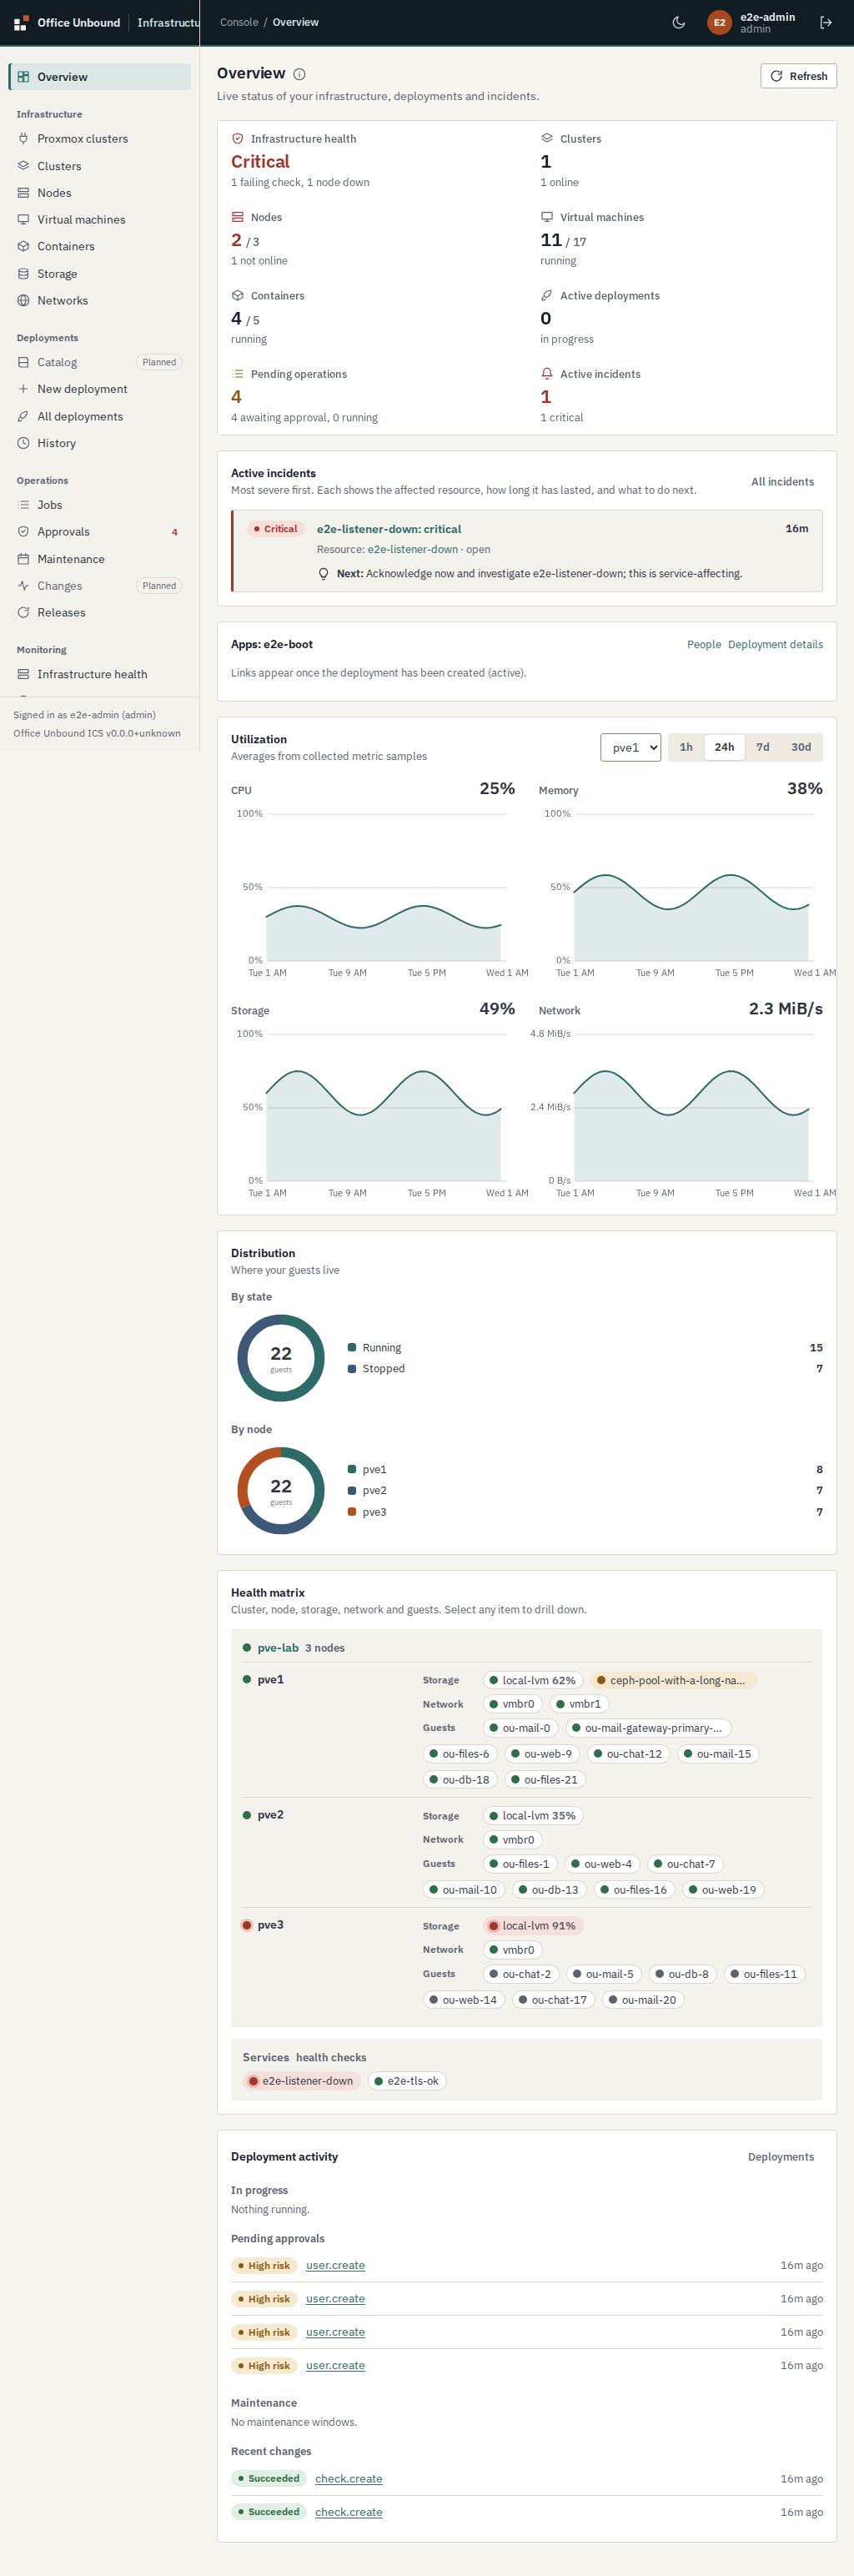 Office Unbound
Console / Overview
E2 e2e-admin
admin
Overview
Infrastructure
Proxmox clusters
Clusters
Nodes
Virtual machines
Containers
Storage
Networks
Deployments
Catalog Planned
New deployment
All deployments
History
Operations
Jobs
Approvals 4
Maintenance
Changes Planned
Releases
Monitoring
Infrastructure health
Signed in as e2e-admin (admin)
Office Unbound ICS v0.0.0+unknown
Overview
Refresh
Live status of your infrastructure, deployments and incidents.
Infrastructure health
Critical
1 failing check, 1 node down
Clusters
1
1 online
Nodes
2 / 3
1 not online
Virtual machines
11 / 17
running
Containers
4 / 5
running
Active deployments
0
in progress
Pending operations
4
4 awaiting approval, 0 running
Active incidents
1
1 critical
Active incidents
Most severe first. Each shows the affected resource, how long it has lasted, and what to do next.
All incidents
Critical e2e-listener-down: critical 16m
Resource: e2e-listener-down · open
Next: Acknowledge now and investigate e2e-listener-down; this is service-affecting.
Apps: e2e-boot People Deployment details
Links appear once the deployment has been created (active).
Utilization
Averages from collected metric samples
pve1 1h 24h 7d 30d
CPU 25%
100%
50%
0%
Tue 1 AM Tue 9 AM Tue 5 PM Wed 1 AM
Memory 38%
100%
50%
0%
Tue 1 AM Tue 9 AM Tue 5 PM Wed 1 AM
Storage 49%
100%
50%
0%
Tue 1 AM Tue 9 AM Tue 5 PM Wed 1 AM
Network 2.3 MiB/s
4.8 MiB/s
2.4 MiB/s
0 B/s
Tue 1 AM Tue 9 AM Tue 5 PM Wed 1 AM
Distribution
Where your guests live
By state
22
guests
Running 15
Stopped 7
By node
22
guests
pve1 8
pve2 7
pve3 7
Health matrix
Cluster, node, storage, network and guests. Select any item to drill down.
pve-lab 3 nodes
pve1
Storage local-lvm 62% ceph-pool-with-a-long-na...
Network vmbr0 vmbr1
Guests ou-mail-0 ou-mail-gateway-primary-...
ou-files-6 ou-web-9 ou-chat-12 ou-mail-15
ou-db-18 ou-files-21
pve2
Storage local-lvm 35%
Network vmbr0
Guests ou-files-1 ou-web-4 ou-chat-7
ou-mail-10 ou-db-13 ou-files-16 ou-web-19
pve3
Storage local-lvm 91%
Network vmbr0
Guests ou-chat-2 ou-mail-5 ou-db-8 ou-files-11
ou-web-14 ou-chat-17 ou-mail-20
Services health checks
e2e-listener-down e2e-tls-ok
Deployment activity Deployments
In progress
Nothing running.
Pending approvals
High risk user.create 16m ago
High risk user.create 16m ago
High risk user.create 16m ago
High risk user.create 16m ago
Maintenance
No maintenance windows.
Recent changes
Succeeded check.create 16m ago
Succeeded check.create 16m ago